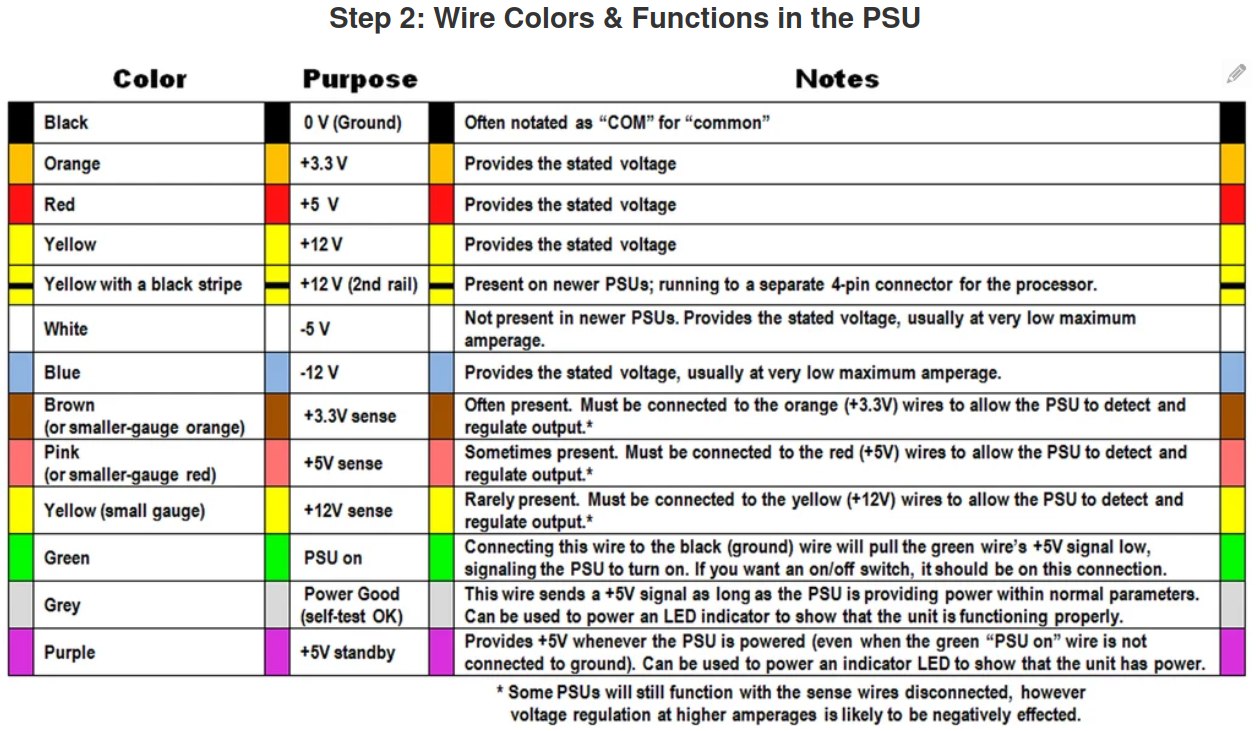 Step 2: Wire Colors & Functions in the PSU
Color Purpose Notes
Black 0 V (Ground) Often notated as “COM” for “common”
Orange +3.3 V Provides the stated voltage
Red +5 V Provides the stated voltage
Yellow +12 V Provides the stated voltage
Yellow with a black stripe +12 V (2nd rail) Present on newer PSUs; running to a separate 4-pin connector for the processor.
White -5 V Not present in newer PSUs. Provides the stated voltage, usually at very low maximum
amperage.
Blue -12 V Provides the stated voltage, usually at very low maximum amperage.
Brown
(or smaller-gauge orange) +3.3V sense Often present. Must be connected to the orange (+3.3V) wires to allow the PSU to detect and
regulate output.*
Pink
(or smaller-gauge red) +5V sense Sometimes present. Must be connected to the red (+5V) wires to allow the PSU to detect and
regulate output.*
Yellow (small gauge) +12V sense Rarely present. Must be connected to the yellow (+12V) wires to allow the PSU to detect and
regulate output.*
Green PSU on Connecting this wire to the black (ground) wire will pull the green wire’s +5V signal low,
signaling the PSU to turn on. If you want an on/off switch, it should be on this connection.
Grey Power Good
(self-test OK) This wire sends a +5V signal as long as the PSU is providing power within normal parameters.
Can be used to power an LED indicator to show that the unit is functioning properly.
Purple +5V standby Provides +5V whenever the PSU is powered (even when the green “PSU on” wire is not
connected to ground). Can be used to power an indicator LED to show that the unit has power.
* Some PSUs will still function with the sense wires disconnected, however
voltage regulation at higher amperages is likely to be negatively effected.